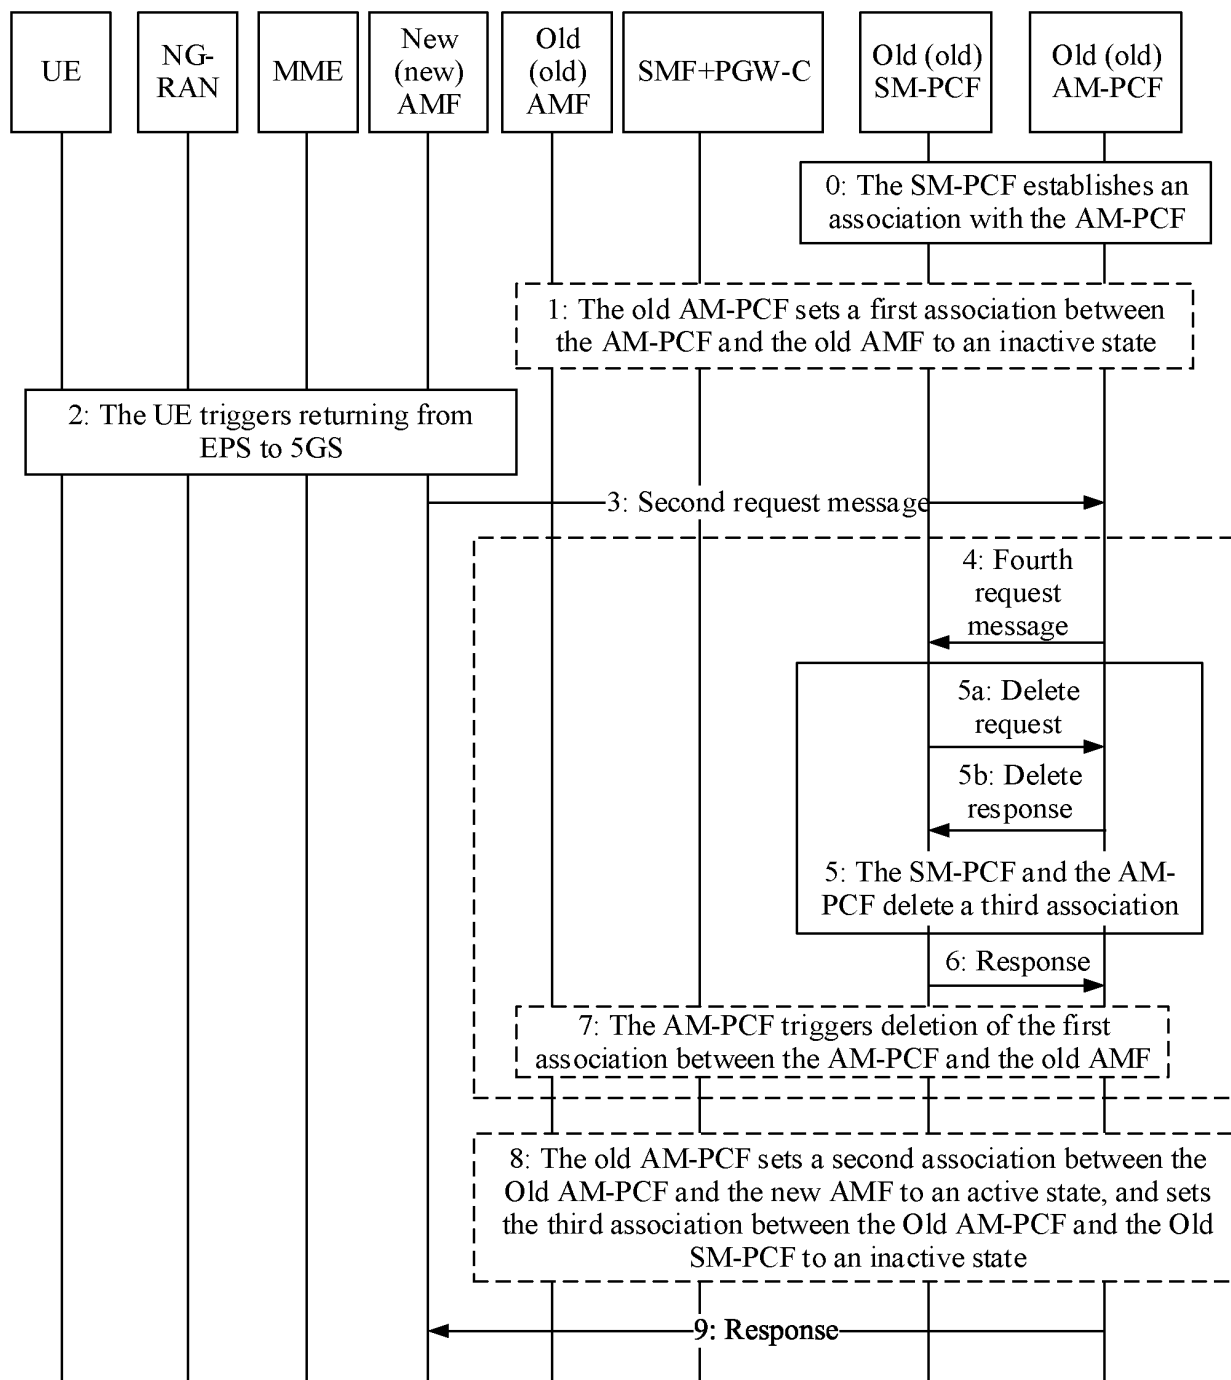 UE
NG-
RAN
MME
New
(new)
AMF
Old
(old)
AMF
SMF+PGW-C
Old (old)
SM-PCF
Old (old)
AM-PCF
0: The SM-PCF establishes an
association with the AM-PCF
1: The old AM-PCF sets a first association between
the AM-PCF and the old AMF to an inactive state
2: The UE triggers returning from
EPS to 5GS
3: Second request message
4: Fourth
request
message
5a: Delete
request
5b: Delete
response
5: The SM-PCF and the AM-
PCF delete a third association
6: Response
7: The AM-PCF triggers deletion of the first
association between the AM-PCF and the old AMF
8: The old AM-PCF sets a second association between the
Old AM-PCF and the new AMF to an active state, and sets
the third association between the Old AM-PCF and the Old
SM-PCF to an inactive state
9: Response